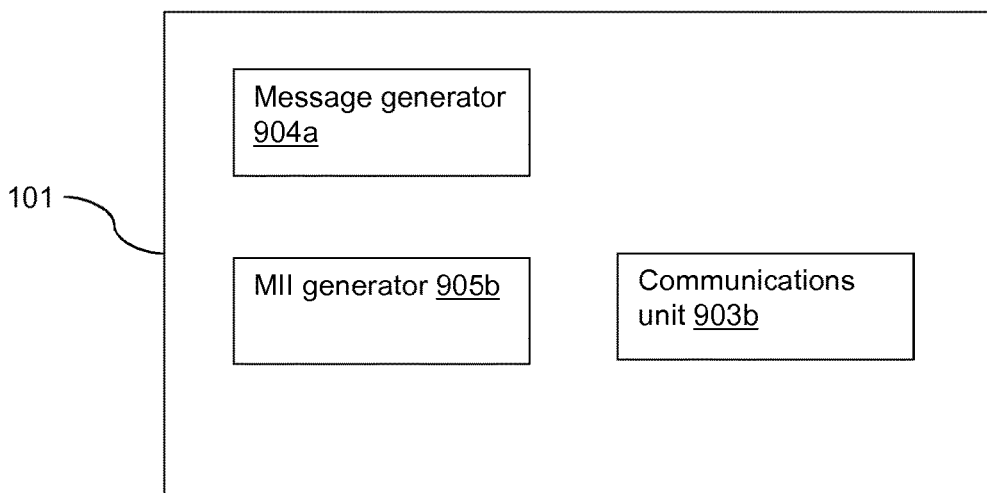 Message generator
904a
101
MII generator 905b
Communications
unit 903b